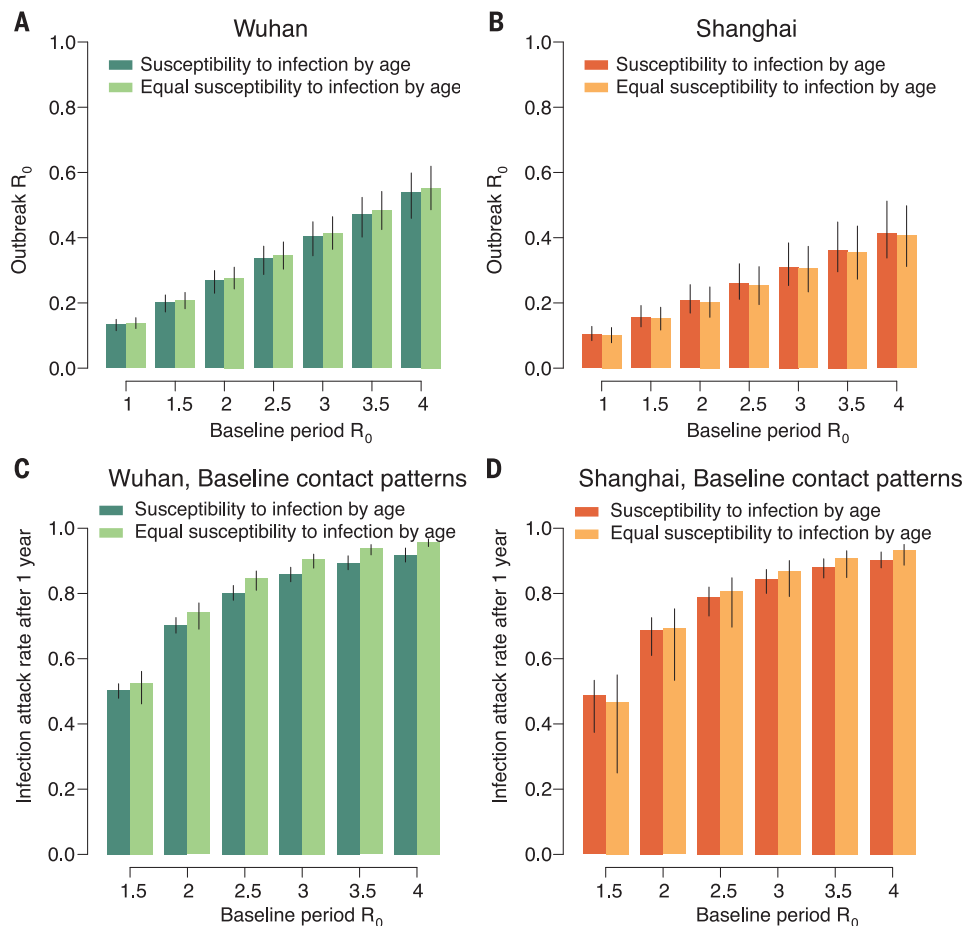 A
Wuhan
1.0
0.8
0.6
0.4
0.2
0.0
Outbreak R0
Susceptibility to infection by age
Equal susceptibility to infection by age
1 1.5 2 2.5 3 3.5 4
Baseline period R0
B
Shanghai
1.0
0.8
0.6
0.4
0.2
0.0
Outbreak R0
Susceptibility to infection by age
Equal susceptibility to infection by age
1 1.5 2 2.5 3 3.5 4
Baseline period R0
C
Wuhan, Baseline contact patterns
1.0
0.8
0.6
0.4
0.2
0.0
Infection attack rate after 1 year
Susceptibility to infection by age
Equal susceptibility to infection by age
1.5 2 2.5 3 3.5 4
Baseline period R0
D
Shanghai, Baseline contact patterns
1.0
0.8
0.6
0.4
0.2
0.0
Infection attack rate after 1 year
Susceptibility to infection by age
Equal susceptibility to infection by age
1.5 2 2.5 3 3.5 4
Baseline period R0